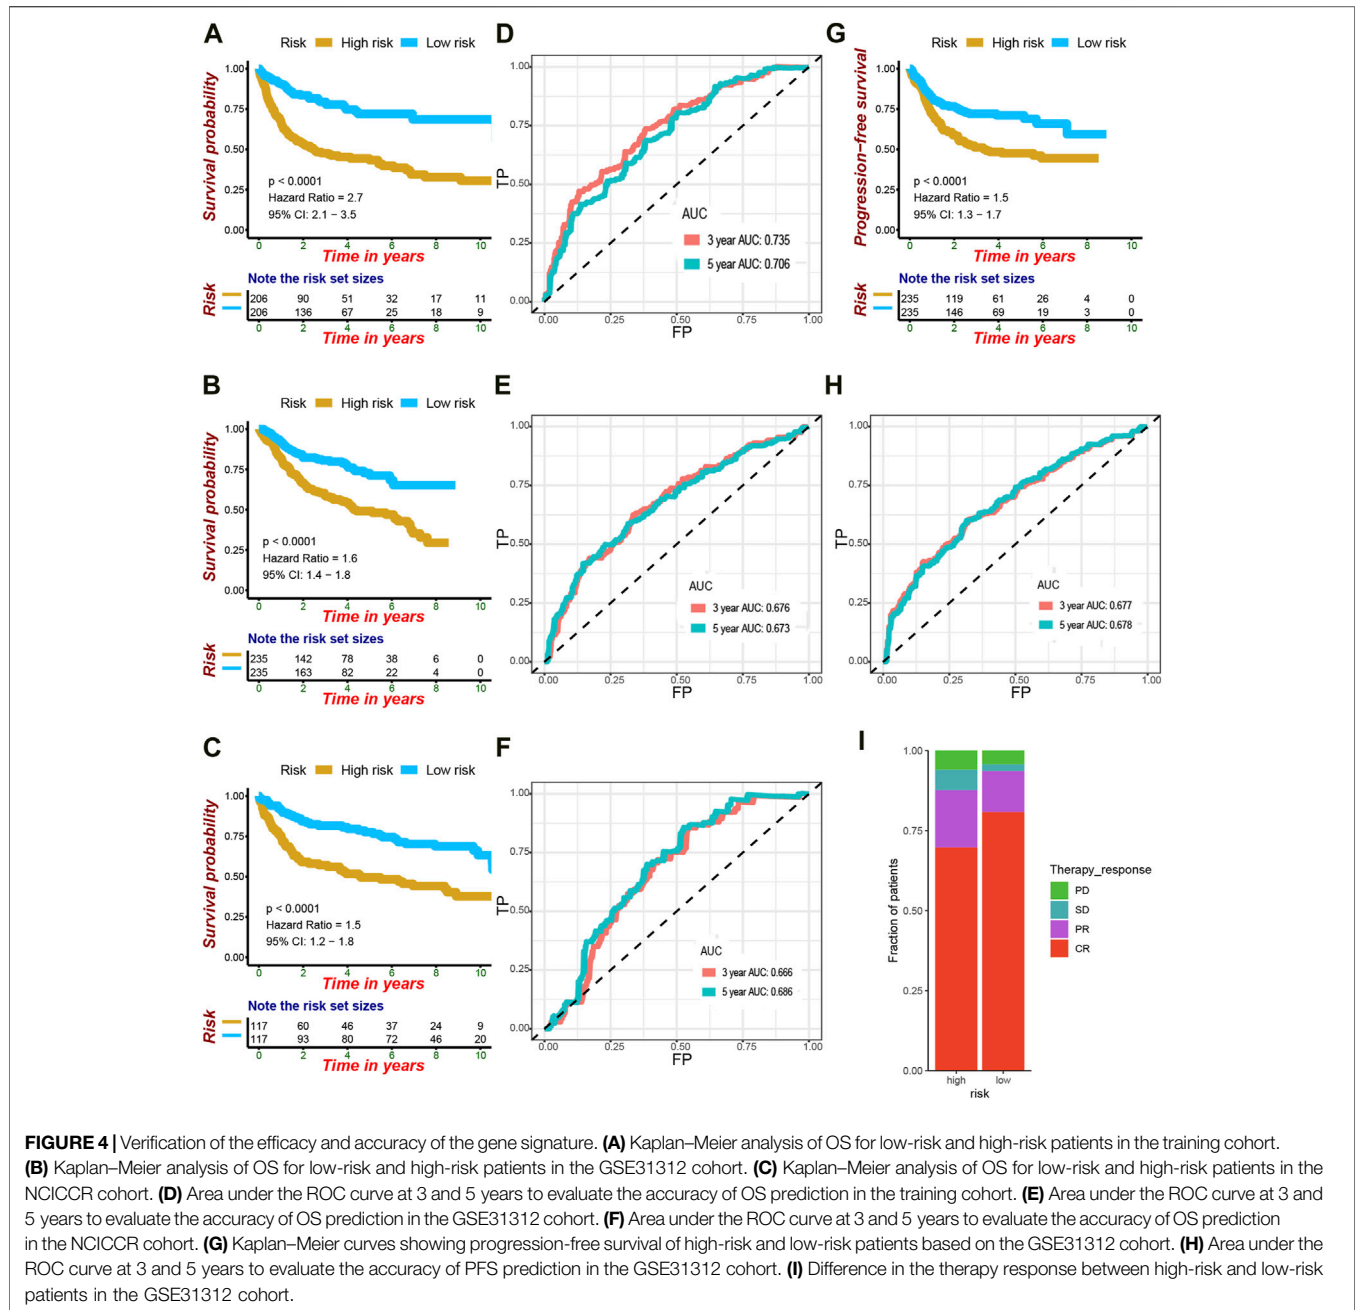 A
Risk High risk Low risk
Survival probability
1.00
0.75
0.50
0.25
0.00
p < 0.0001
Hazard Ratio = 2.7
95% CI: 2.1 − 3.5
0 2 4 6 8 10
Time in years
Note the risk set sizes
Risk
206 90 51 32 17 11
206 136 67 25 18 9
0 2 4 6 8 10
Time in years
D
TP
1.00
0.75
0.50
0.25
0.00
AUC
3 year AUC: 0.735
5 year AUC: 0.706
0.00 0.25 0.50 0.75 1.00
FP
G
Risk High risk Low risk
Progression−free survival
1.00
0.75
0.50
0.25
0.00
p < 0.0001
Hazard Ratio = 1.5
95% CI: 1.3 − 1.7
0 2 4 6 8 10
Time in years
Note the risk set sizes
Risk
235 119 61 26 4 0
235 146 69 19 3 0
0 2 4 6 8 10
Time in years
B
Risk High risk Low risk
Survival probability
1.00
0.75
0.50
0.25
0.00
p < 0.0001
Hazard Ratio = 1.6
95% CI: 1.4 − 1.8
0 2 4 6 8 10
Time in years
Note the risk set sizes
Risk
235 142 78 38 6 0
235 163 82 22 4 0
0 2 4 6 8 10
Time in years
E
TP
1.00
0.75
0.50
0.25
0.00
AUC
3 year AUC: 0.676
5 year AUC: 0.673
0.00 0.25 0.50 0.75 1.00
FP
H
TP
1.00
0.75
0.50
0.25
0.00
AUC
3 year AUC: 0.677
5 year AUC: 0.678
0.00 0.25 0.50 0.75 1.00
FP
C
Risk High risk Low risk
Survival probability
1.00
0.75
0.50
0.25
0.00
p < 0.0001
Hazard Ratio = 1.5
95% CI: 1.2 − 1.8
0 2 4 6 8 10
Time in years
Note the risk set sizes
Risk
117 60 46 37 24 9
117 93 80 72 46 20
0 2 4 6 8 10
Time in years
F
TP
1.00
0.75
0.50
0.25
0.00
AUC
3 year AUC: 0.666
5 year AUC: 0.686
0.00 0.25 0.50 0.75 1.00
FP
I
Fraction of patients
1.00
0.75
0.50
0.25
0.00
high low
risk
Therapy_response
PD
SD
PR
CR
FIGURE 4 | Verification of the efficacy and accuracy of the gene signature. (A) Kaplan–Meier analysis of OS for low-risk and high-risk patients in the training cohort.
(B) Kaplan–Meier analysis of OS for low-risk and high-risk patients in the GSE31312 cohort. (C) Kaplan–Meier analysis of OS for low-risk and high-risk patients in the
NCICCR cohort. (D) Area under the ROC curve at 3 and 5 years to evaluate the accuracy of OS prediction in the training cohort. (E) Area under the ROC curve at 3 and
5 years to evaluate the accuracy of OS prediction in the GSE31312 cohort. (F) Area under the ROC curve at 3 and 5 years to evaluate the accuracy of OS prediction
in the NCICCR cohort. (G) Kaplan–Meier curves showing progression-free survival of high-risk and low-risk patients based on the GSE31312 cohort. (H) Area under the
ROC curve at 3 and 5 years to evaluate the accuracy of PFS prediction in the GSE31312 cohort. (I) Difference in the therapy response between high-risk and low-risk
patients in the GSE31312 cohort.